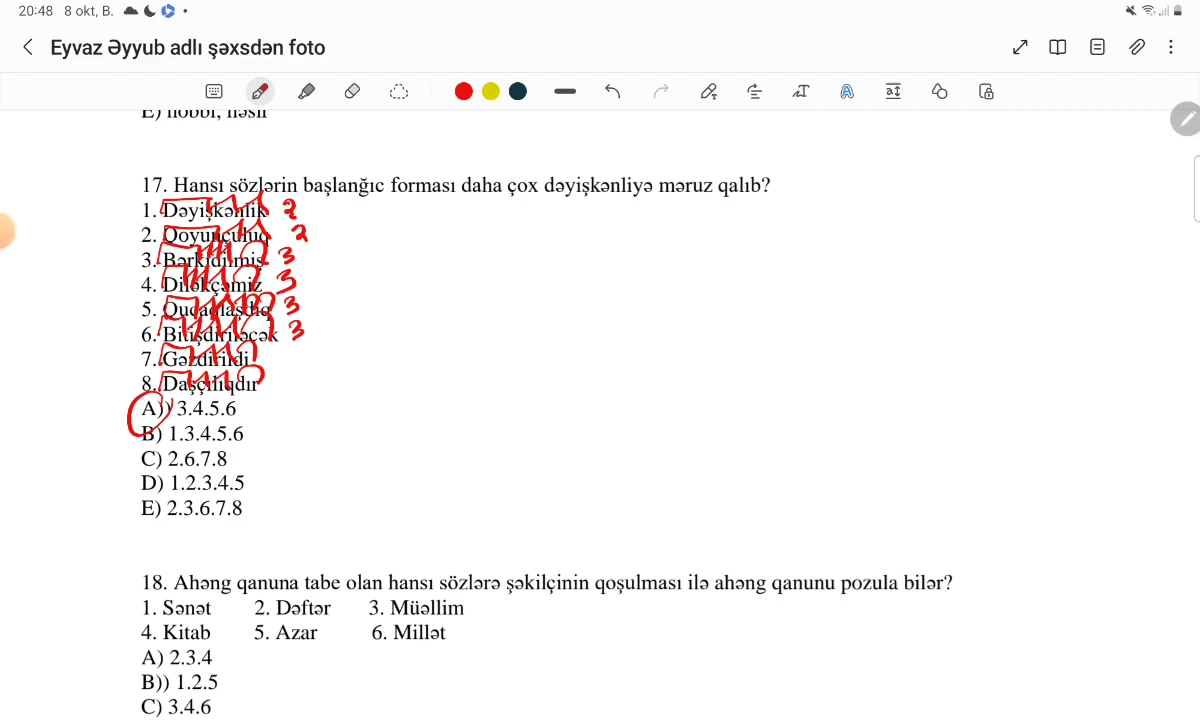 20:48 8 okt, B.
Eyvaz Əyyub adlı şəxsdən foto
E) hobbi, nəsil
17. Hansı sözlərin başlanğıc forması daha çox dəyişkənliyə məruz qalıb?
1. Dəyişkənlik 2
2. Qoyunçuluq 2
3. Bərkidilmiş 3
4. Diləkçəmiz 3
5. Qucaqlaşdıq 3
6. Bitişdiriləcək 3
7. Gəzdirildi
8. Daşçılıqdır
A)) 3.4.5.6
B) 1.3.4.5.6
C) 2.6.7.8
D) 1.2.3.4.5
E) 2.3.6.7.8
18. Ahəng qanuna tabe olan hansı sözlərə şəkilçinin qoşulması ilə ahəng qanunu pozula bilər?
1. Sənət 2. Dəftər 3. Müəllim
4. Kitab 5. Azar 6. Millət
A) 2.3.4
B)) 1.2.5
C) 3.4.6